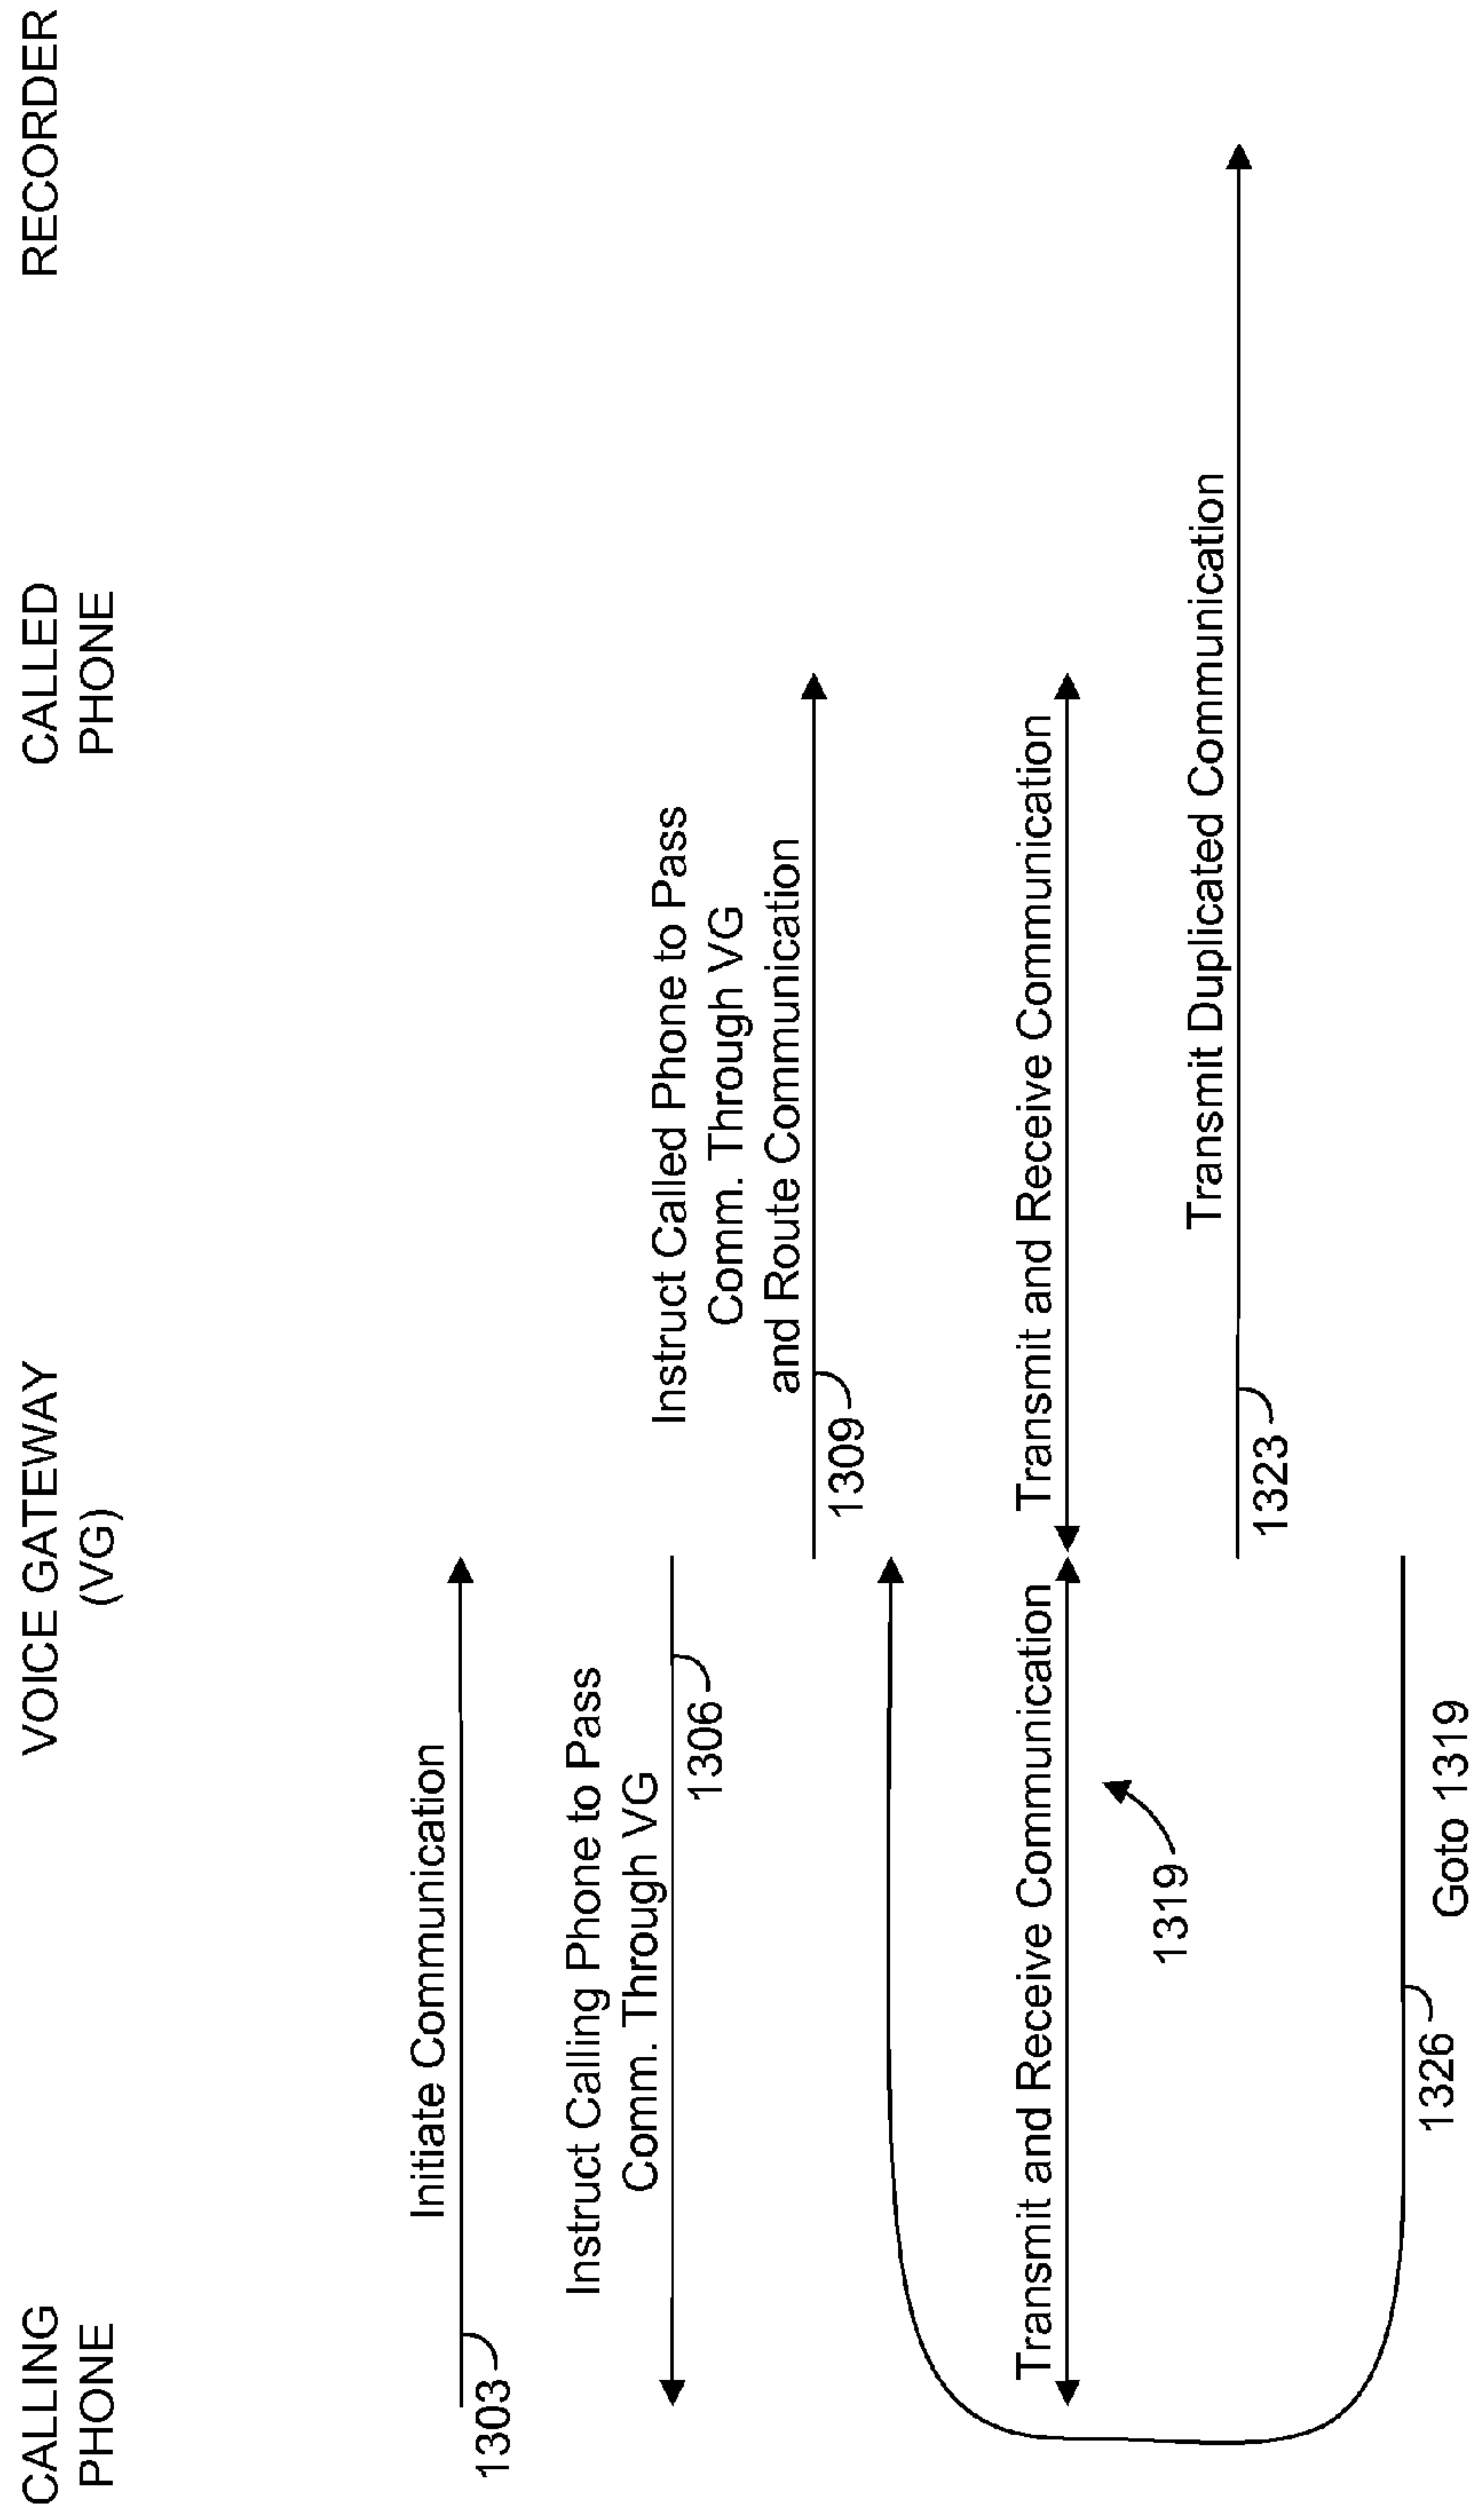 CALLING
PHONE
VOICE GATEWAY
(VG)
CALLED
PHONE
RECORDER
Initiate Communication
1303
Instruct Calling Phone to Pass
Comm. Through VG
1306
Instruct Called Phone to Pass
Comm. Through VG
and Route Communication
1309
Transmit and Receive Communication
Transmit and Receive Communication
1319
Transmit Duplicated Communication
1323
1326
Goto 1319